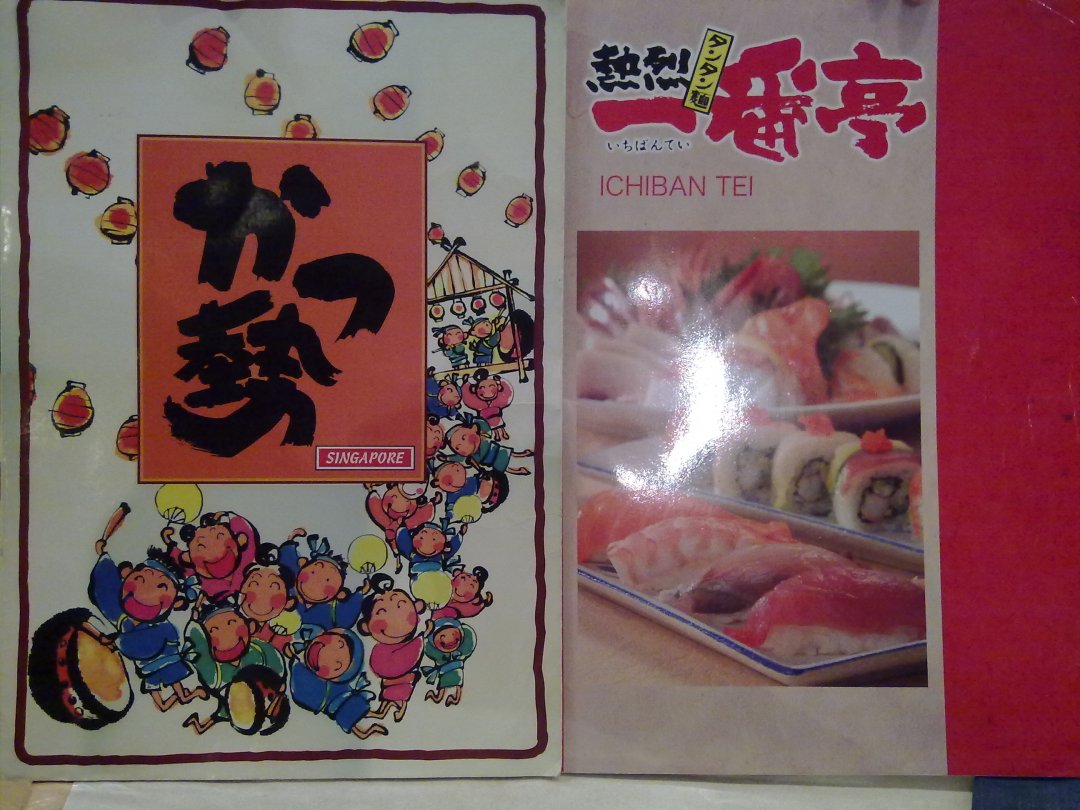 かつ
勢
SINGAPORE
熱烈
タンタン麺
一番亭
いちばんてい
ICHIBAN TEI